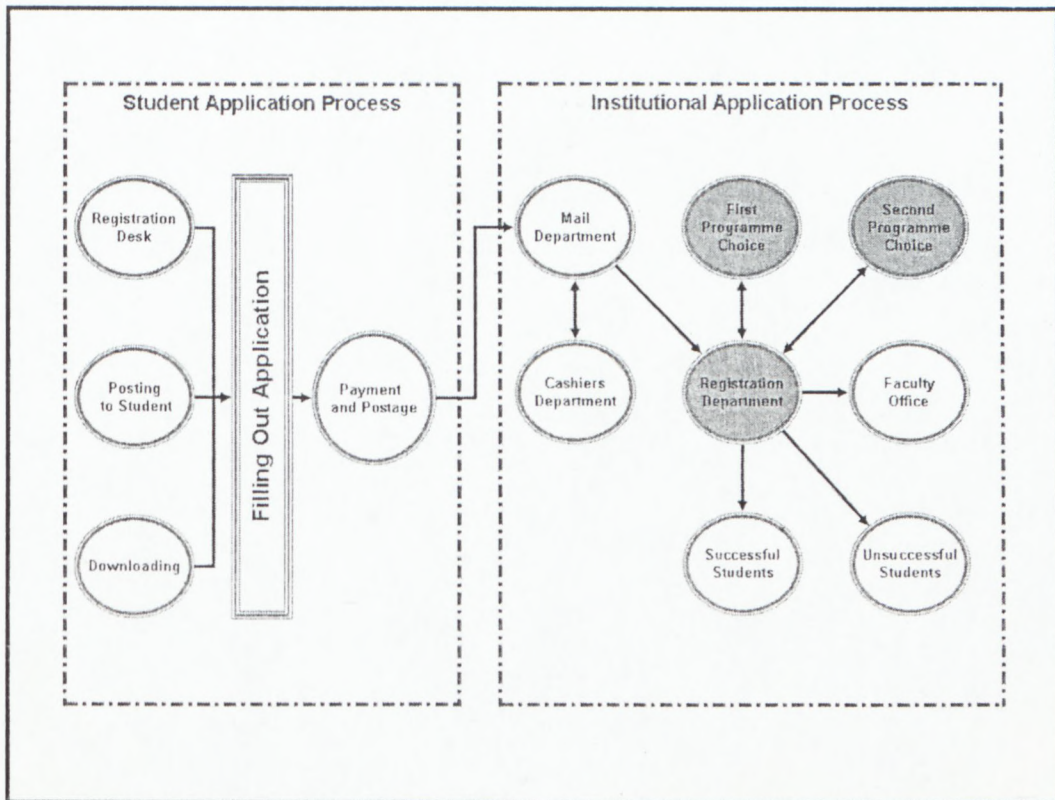 Student Application Process
Registration
Desk
Posting
to Student
Downloading
Filling Out Application
Payment
and Postage
Institutional Application Process
Mail
Department
First
Programme
Choice
Second
Programme
Choice
Cashiers
Department
Registration
Department
Faculty
Office
Successful
Students
Unsuccessful
Students